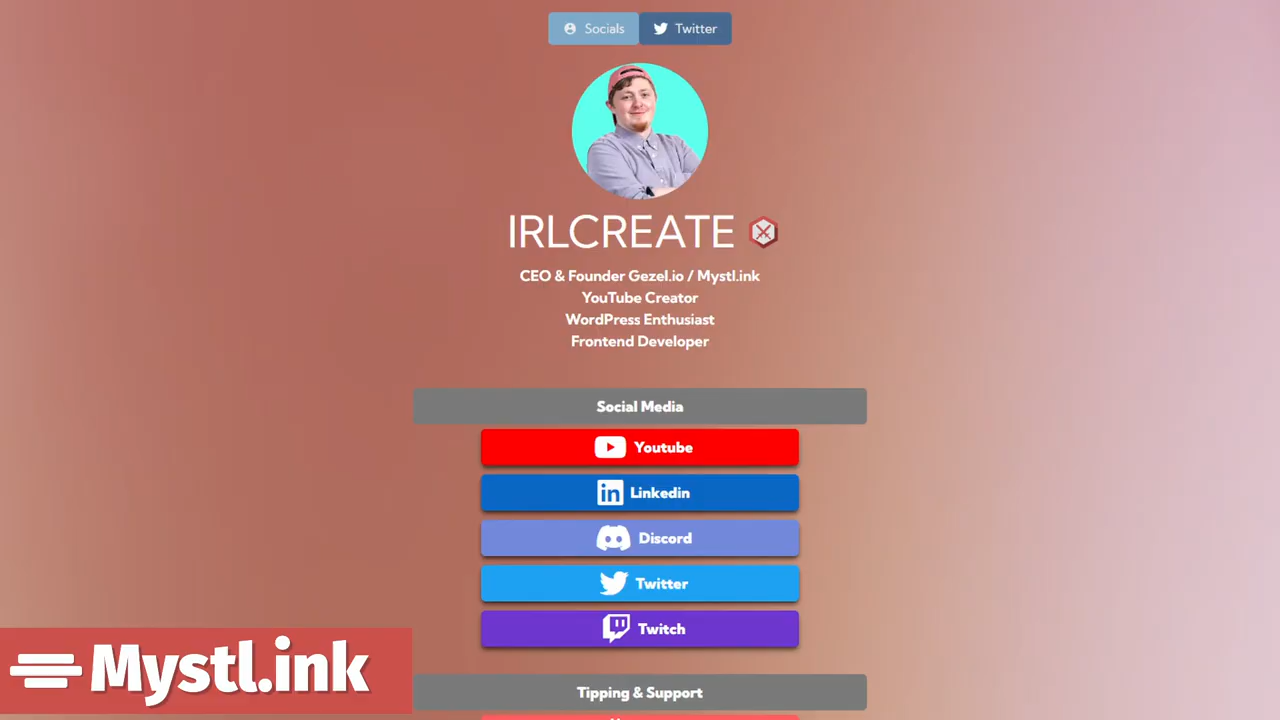 Socials
Twitter
IRLCREATE
CEO & Founder Gezel.io / Mystl.ink
YouTube Creator
WordPress Enthusiast
Frontend Developer
Social Media
Youtube
Linkedin
Discord
Twitter
Twitch
Tipping & Support
Mystl.ink